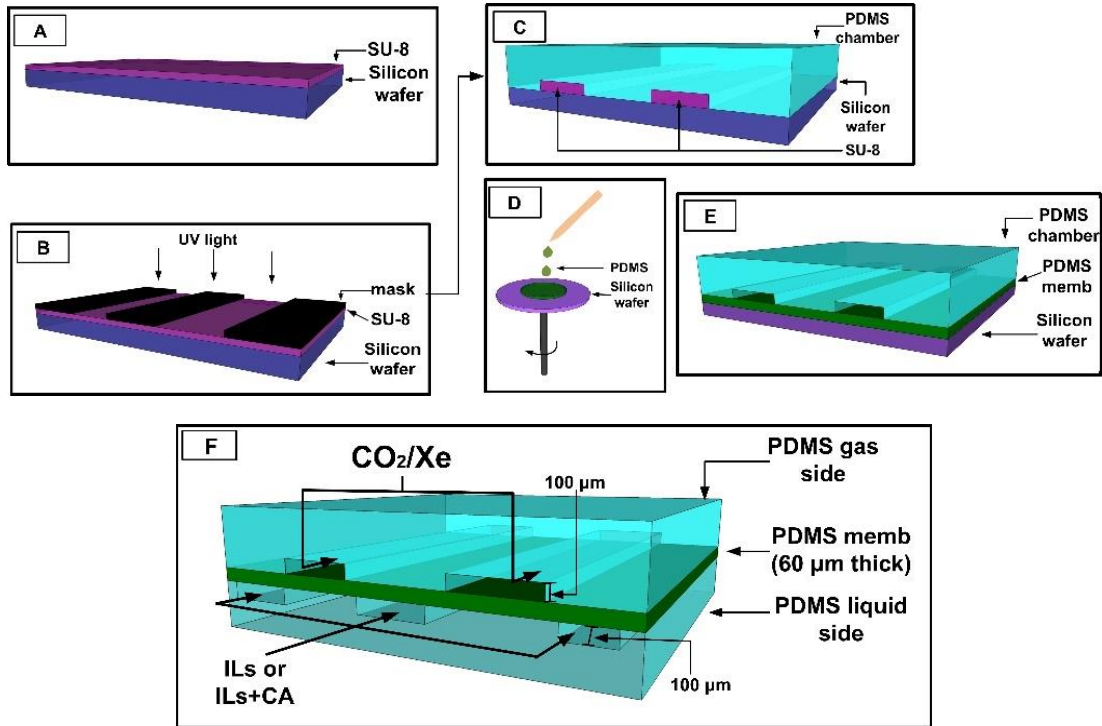 A
SU-8
Silicon
wafer
B
UV light
mask
SU-8
Silicon
wafer
C
PDMS
chamber
Silicon
wafer
SU-8
D
PDMS
Silicon
wafer
E
PDMS
chamber
PDMS
memb
Silicon
wafer
F
CO₂/Xe
100 µm
PDMS gas
side
PDMS memb
(60 µm thick)
PDMS liquid
side
ILs or
ILs+CA
100 µm